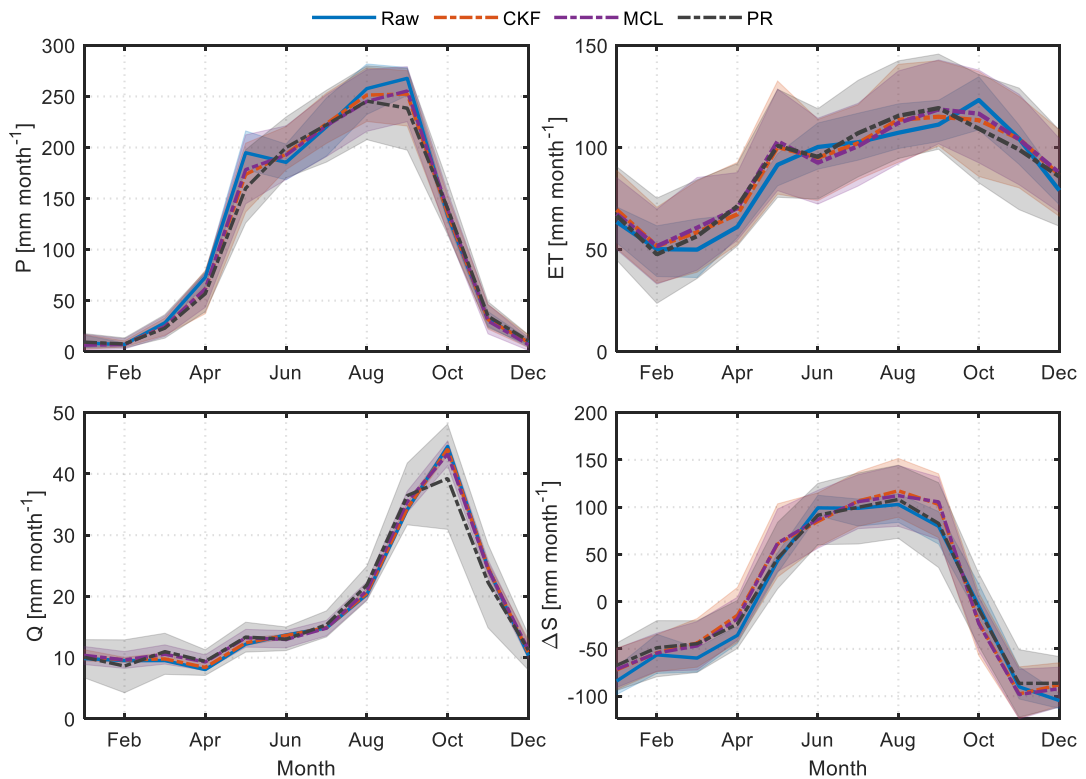 Raw CKF MCL PR
P [mm month-1]
300
250
200
150
100
50
0
Feb Apr Jun Aug Oct Dec
ET [mm month-1]
150
100
50
0
Feb Apr Jun Aug Oct Dec
Q [mm month-1]
50
40
30
20
10
0
Feb Apr Jun Aug Oct Dec
Month
ΔS [mm month-1]
200
150
100
50
0
-50
-100
Feb Apr Jun Aug Oct Dec
Month